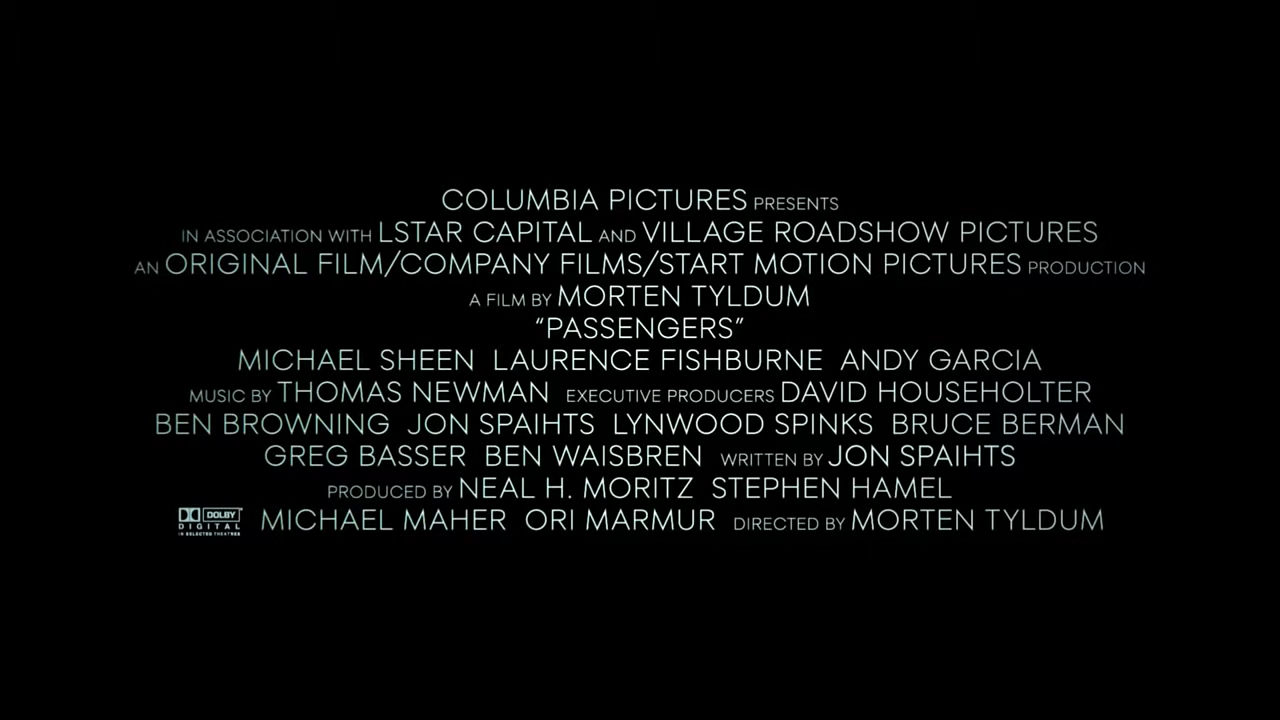 COLUMBIA PICTURES PRESENTS
IN ASSOCIATION WITH LSTAR CAPITAL AND VILLAGE ROADSHOW PICTURES
AN ORIGINAL FILM/COMPANY FILMS/START MOTION PICTURES PRODUCTION
A FILM BY MORTEN TYLDUM
“PASSENGERS”
MICHAEL SHEEN LAURENCE FISHBURNE ANDY GARCIA
MUSIC BY THOMAS NEWMAN EXECUTIVE PRODUCERS DAVID HOUSEHOLTER
BEN BROWNING JON SPAIHTS LYNWOOD SPINKS BRUCE BERMAN
GREG BASSER BEN WAISBREN WRITTEN BY JON SPAIHTS
PRODUCED BY NEAL H. MORITZ STEPHEN HAMEL
MICHAEL MAHER ORI MARMUR DIRECTED BY MORTEN TYLDUM
DOLBY
DIGITAL
IN SELECTED THEATRES